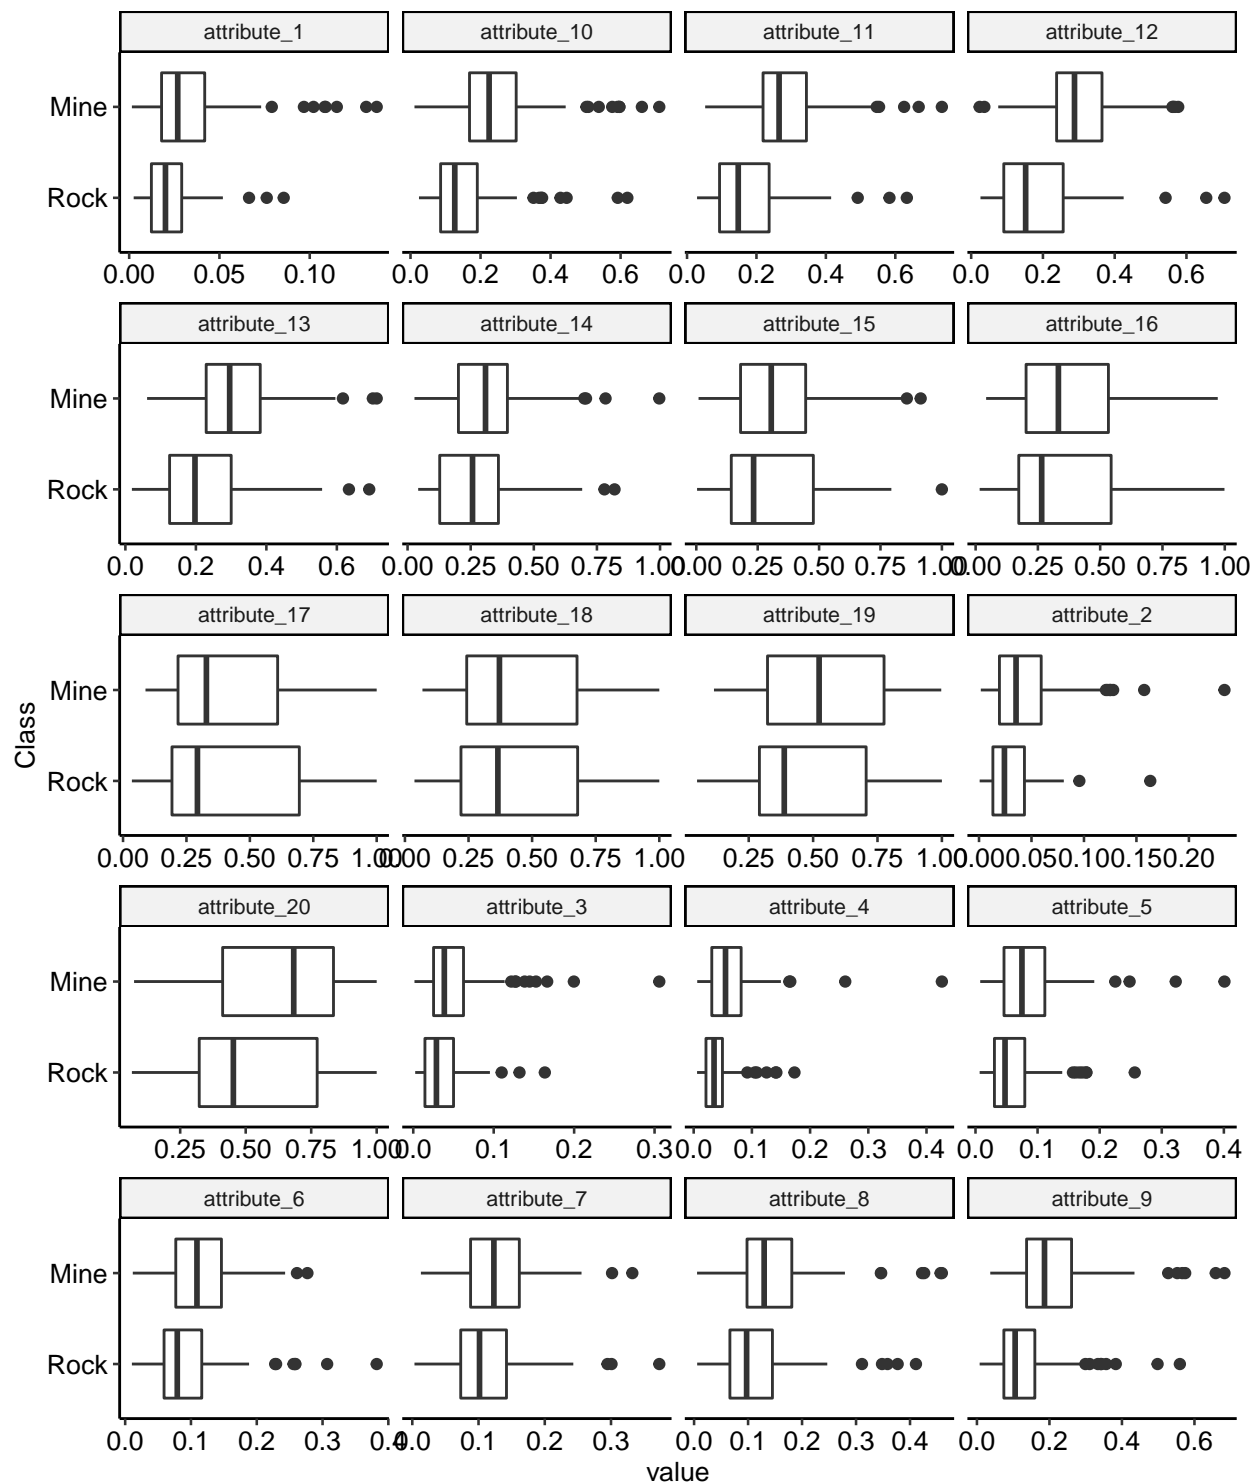 attribute_1 attribute_10 attribute_11 attribute_12
Mine
Rock
0.00 0.05 0.10 0.0 0.2 0.4 0.6 0.0 0.2 0.4 0.6 0.0 0.2 0.4 0.6
attribute_13 attribute_14 attribute_15 attribute_16
Mine
Rock
0.0 0.2 0.4 0.6 0.00 0.25 0.50 0.75 1.00 0.00 0.25 0.50 0.75 1.00 0.00 0.25 0.50 0.75 1.00
attribute_17 attribute_18 attribute_19 attribute_2
Mine
Class
Rock
0.00 0.25 0.50 0.75 1.00 0.00 0.25 0.50 0.75 1.00 0.25 0.50 0.75 1.00 0.00 0.05 0.10 0.15 0.20
attribute_20 attribute_3 attribute_4 attribute_5
Mine
Rock
0.25 0.50 0.75 1.00 0.0 0.1 0.2 0.3 0.0 0.1 0.2 0.3 0.4 0.0 0.1 0.2 0.3 0.4
attribute_6 attribute_7 attribute_8 attribute_9
Mine
Rock
0.0 0.1 0.2 0.3 0.4 0.0 0.1 0.2 0.3 0.0 0.1 0.2 0.3 0.4 0.0 0.2 0.4 0.6
value